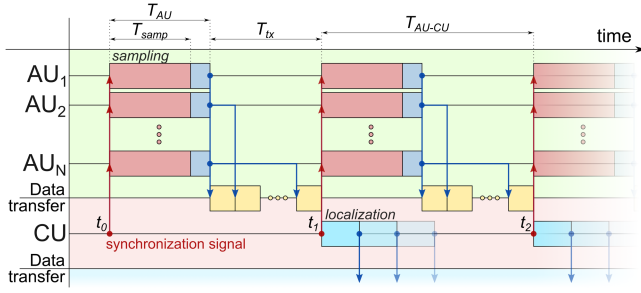 T_AU
T_samp
T_tx
T_AU-CU
time
sampling
AU_1
AU_2
AU_N
Data
transfer
t_0
t_1
localization
t_2
CU
synchronization signal
Data
transfer